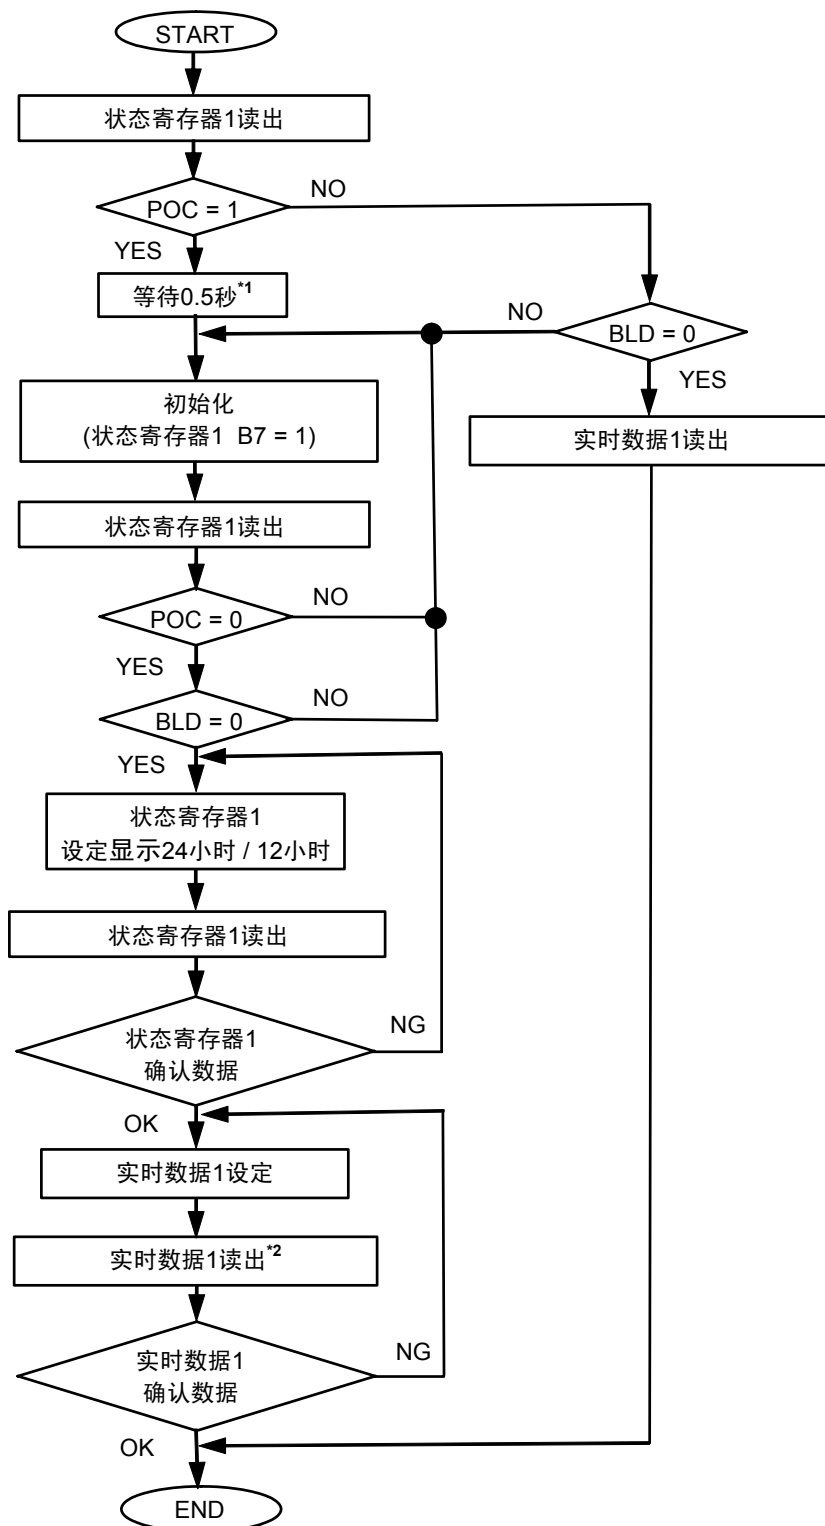 START
状态寄存器1读出
POC = 1
NO
YES
等待0.5秒*1
NO
BLD = 0
YES
初始化
(状态寄存器1 B7 = 1)
实时数据1读出
状态寄存器1读出
POC = 0
NO
YES
BLD = 0
NO
YES
状态寄存器1
设定显示24小时 / 12小时
状态寄存器1读出
状态寄存器1
确认数据
NG
OK
实时数据1设定
实时数据1读出*2
实时数据1
确认数据
NG
OK
END